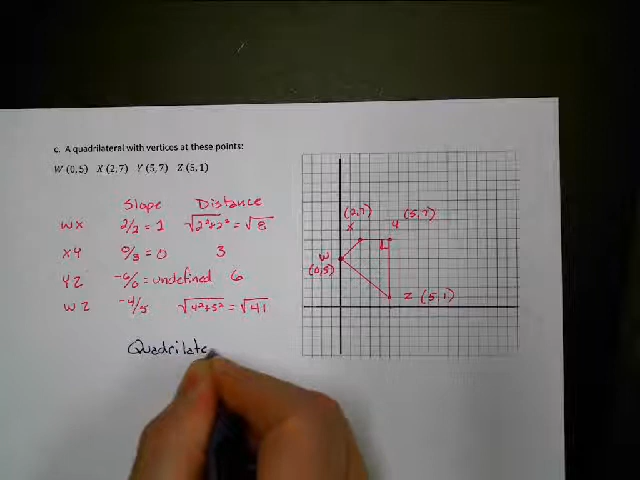 c. A quadrilateral with vertices at these points:
W (0,5) X (2,7) Y (5,7) Z (5,1)
Slope Distance
WX 2/2 = 1 √2²+2² = √8
XY 0/3 = 0 3
YZ -6/0 = undefined 6
WZ -4/5 √4²+5² = √41
(2,7) (5,7)
X Y
W
(0,5)
Z (5,1)
Quadrilate